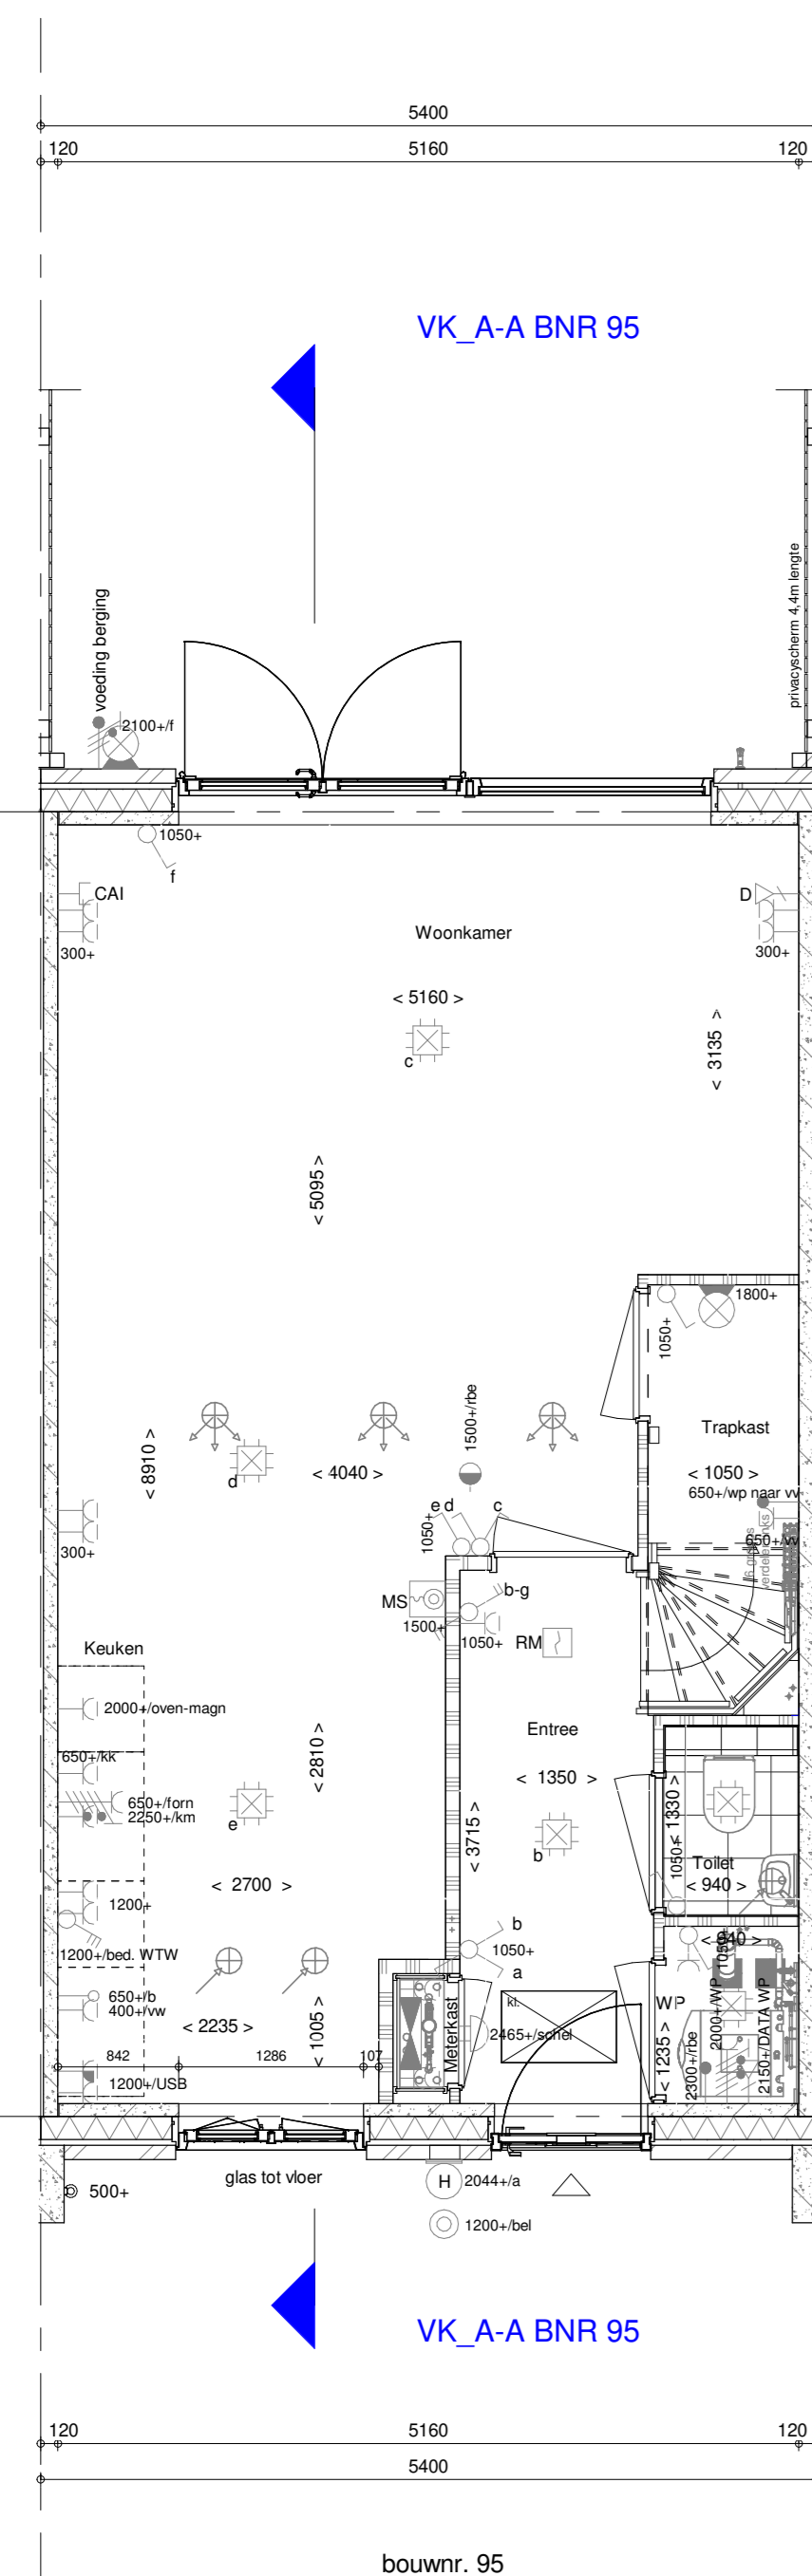 5400
120 5160 120
VK_A-A BNR 95
privacyscherm 4,4m lengte
voeding berging
2100+/f
1050+
f
CAI
D
300+
300+
Woonkamer
< 5160 >
c
< 3135 >
< 5095 >
1800+
1050+
Trapkast
< 1050 >
650+/wp naar vv
650+/vv
1500+/rbe
< 8910 >
d
< 4040 >
e d
c
1050+
300+
MS
1500+
b-g
1050+
RM
Keuken
2000+/oven-magn
650+/kk
650+/forn
2250+/km
< 2810 >
e
< 2700 >
1200+
1200+/bed. WTW
650+/b
400+/vw
1200+/USB
Entree
< 1350 >
< 3715 >
b
< 1330 >
1050+
Toilet
< 940 >
b
1050+
a
< 940 >
1050+
WP
kl.
2465+/schel
Meterkast
< 1235 >
2300+/rbe
2000+/WP
2150+/DATA WP
< 2235 >
< 1005 >
842 1286 107
glas tot vloer
500+
H 2044+/a
1200+/bel
VK_A-A BNR 95
120 5160 120
5400
bouwnr. 95